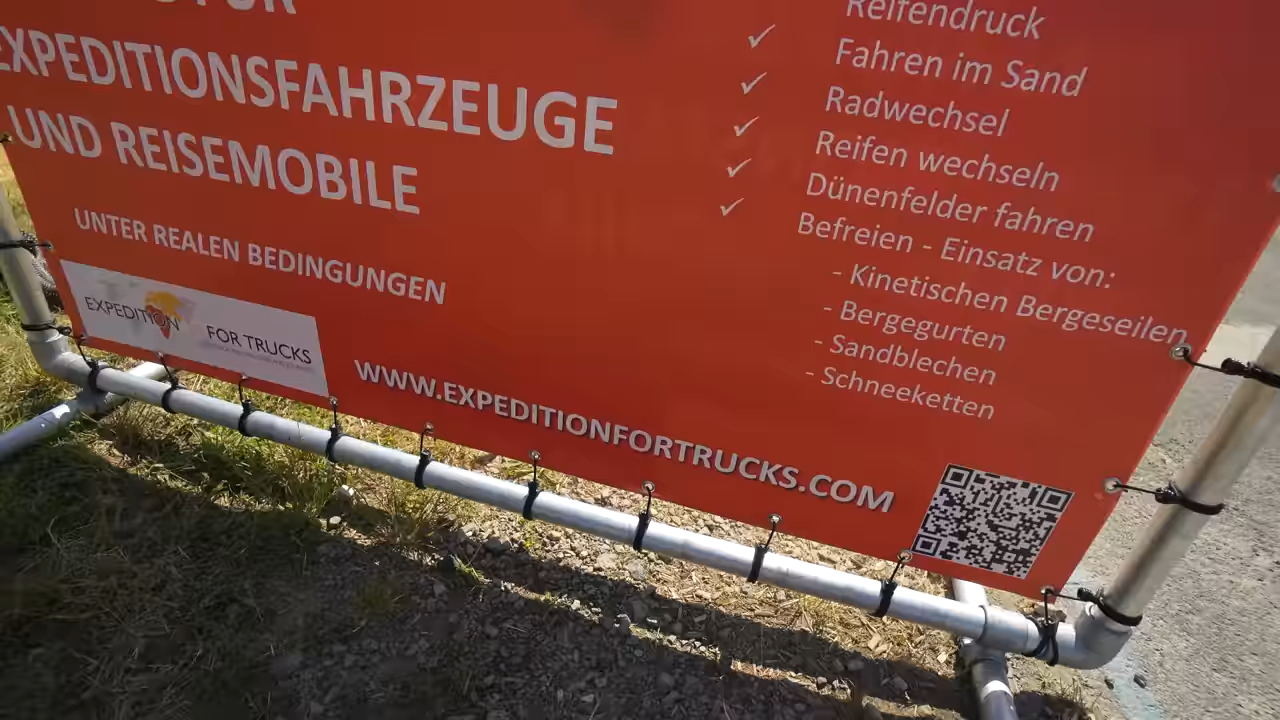 FÜR
EXPEDITIONSFAHRZEUGE
UND REISEMOBILE
UNTER REALEN BEDINGUNGEN
EXPEDITION FOR TRUCKS
WWW.EXPEDITIONFORTRUCKS.COM
Reifendruck
✓ Fahren im Sand
✓ Radwechsel
✓ Reifen wechseln
✓ Dünenfelder fahren
✓ Befreien - Einsatz von:
- Kinetischen Bergeseilen
- Bergegurten
- Sandblechen
- Schneeketten